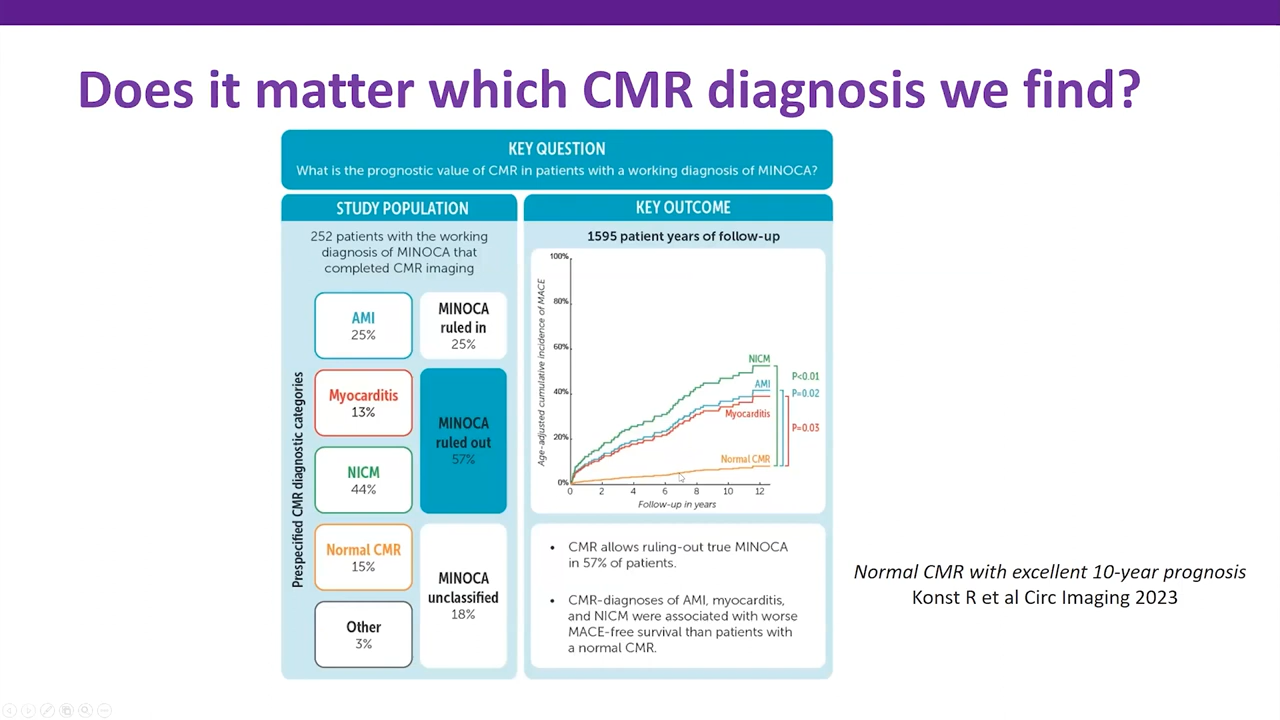 Does it matter which CMR diagnosis we find?
KEY QUESTION
What is the prognostic value of CMR in patients with a working diagnosis of MINOCA?
STUDY POPULATION
252 patients with the working
diagnosis of MINOCA that
completed CMR imaging
Prespecified CMR diagnostic categories
AMI
25%
MINOCA
ruled in
25%
Myocarditis
13%
NICM
44%
MINOCA
ruled out
57%
Normal CMR
15%
Other
3%
MINOCA
unclassified
18%
KEY OUTCOME
1595 patient years of follow-up
Age-adjusted cumulative incidence of MACE
100%
80%
60%
40%
20%
0%
0 2 4 6 8 10 12
Follow-up in years
NICM
AMI
Myocarditis
Normal CMR
P<0.01
P=0.02
P=0.03
• CMR allows ruling-out true MINOCA
in 57% of patients.
• CMR-diagnoses of AMI, myocarditis,
and NICM were associated with worse
MACE-free survival than patients with
a normal CMR.
Normal CMR with excellent 10-year prognosis
Konst R et al Circ Imaging 2023